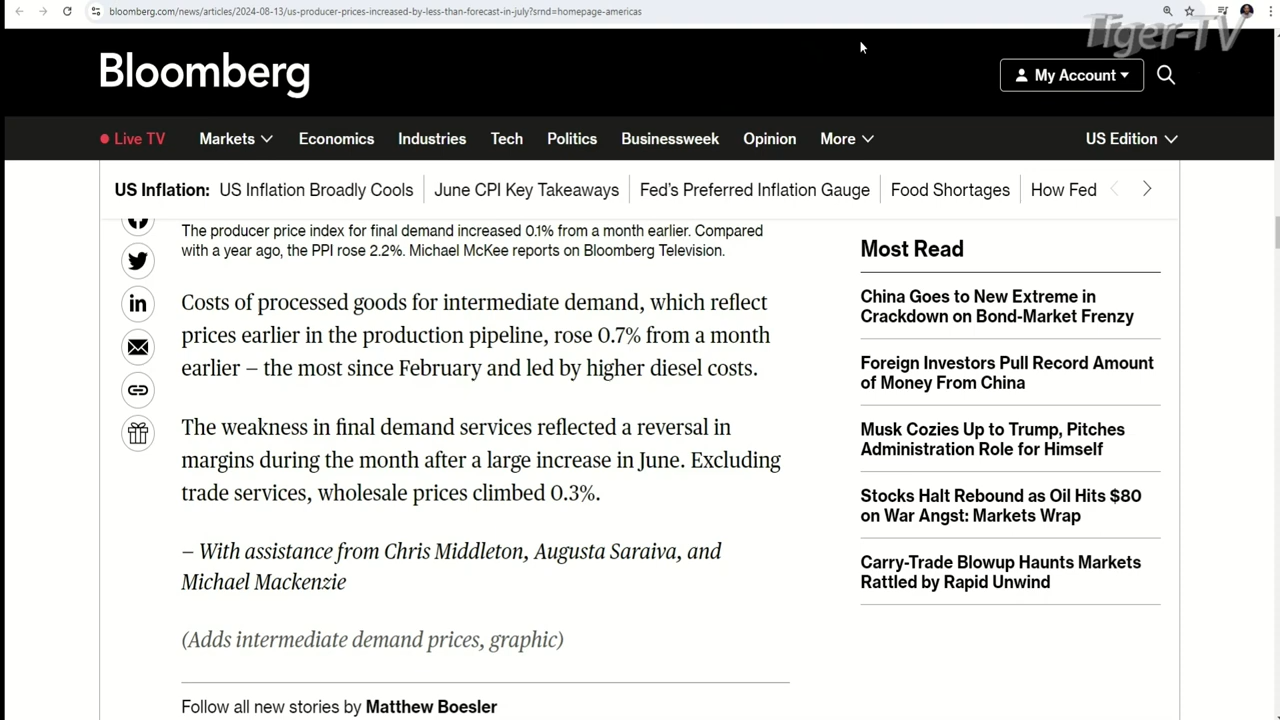 bloomberg.com/news/articles/2024-08-13/us-producer-prices-increased-by-less-than-forecast-in-july?srnd=homepage-americas
Tiger-TV
Bloomberg
My Account
Live TV
Markets
Economics
Industries
Tech
Politics
Businessweek
Opinion
More
US Edition
US Inflation:
US Inflation Broadly Cools
June CPI Key Takeaways
Fed's Preferred Inflation Gauge
Food Shortages
How Fed
The producer price index for final demand increased 0.1% from a month earlier. Compared
with a year ago, the PPI rose 2.2%. Michael McKee reports on Bloomberg Television.
Costs of processed goods for intermediate demand, which reflect
prices earlier in the production pipeline, rose 0.7% from a month
earlier — the most since February and led by higher diesel costs.
The weakness in final demand services reflected a reversal in
margins during the month after a large increase in June. Excluding
trade services, wholesale prices climbed 0.3%.
— With assistance from Chris Middleton, Augusta Saraiva, and
Michael Mackenzie
(Adds intermediate demand prices, graphic)
Follow all new stories by Matthew Boesler
Most Read
China Goes to New Extreme in
Crackdown on Bond-Market Frenzy
Foreign Investors Pull Record Amount
of Money From China
Musk Cozies Up to Trump, Pitches
Administration Role for Himself
Stocks Halt Rebound as Oil Hits $80
on War Angst: Markets Wrap
Carry-Trade Blowup Haunts Markets
Rattled by Rapid Unwind